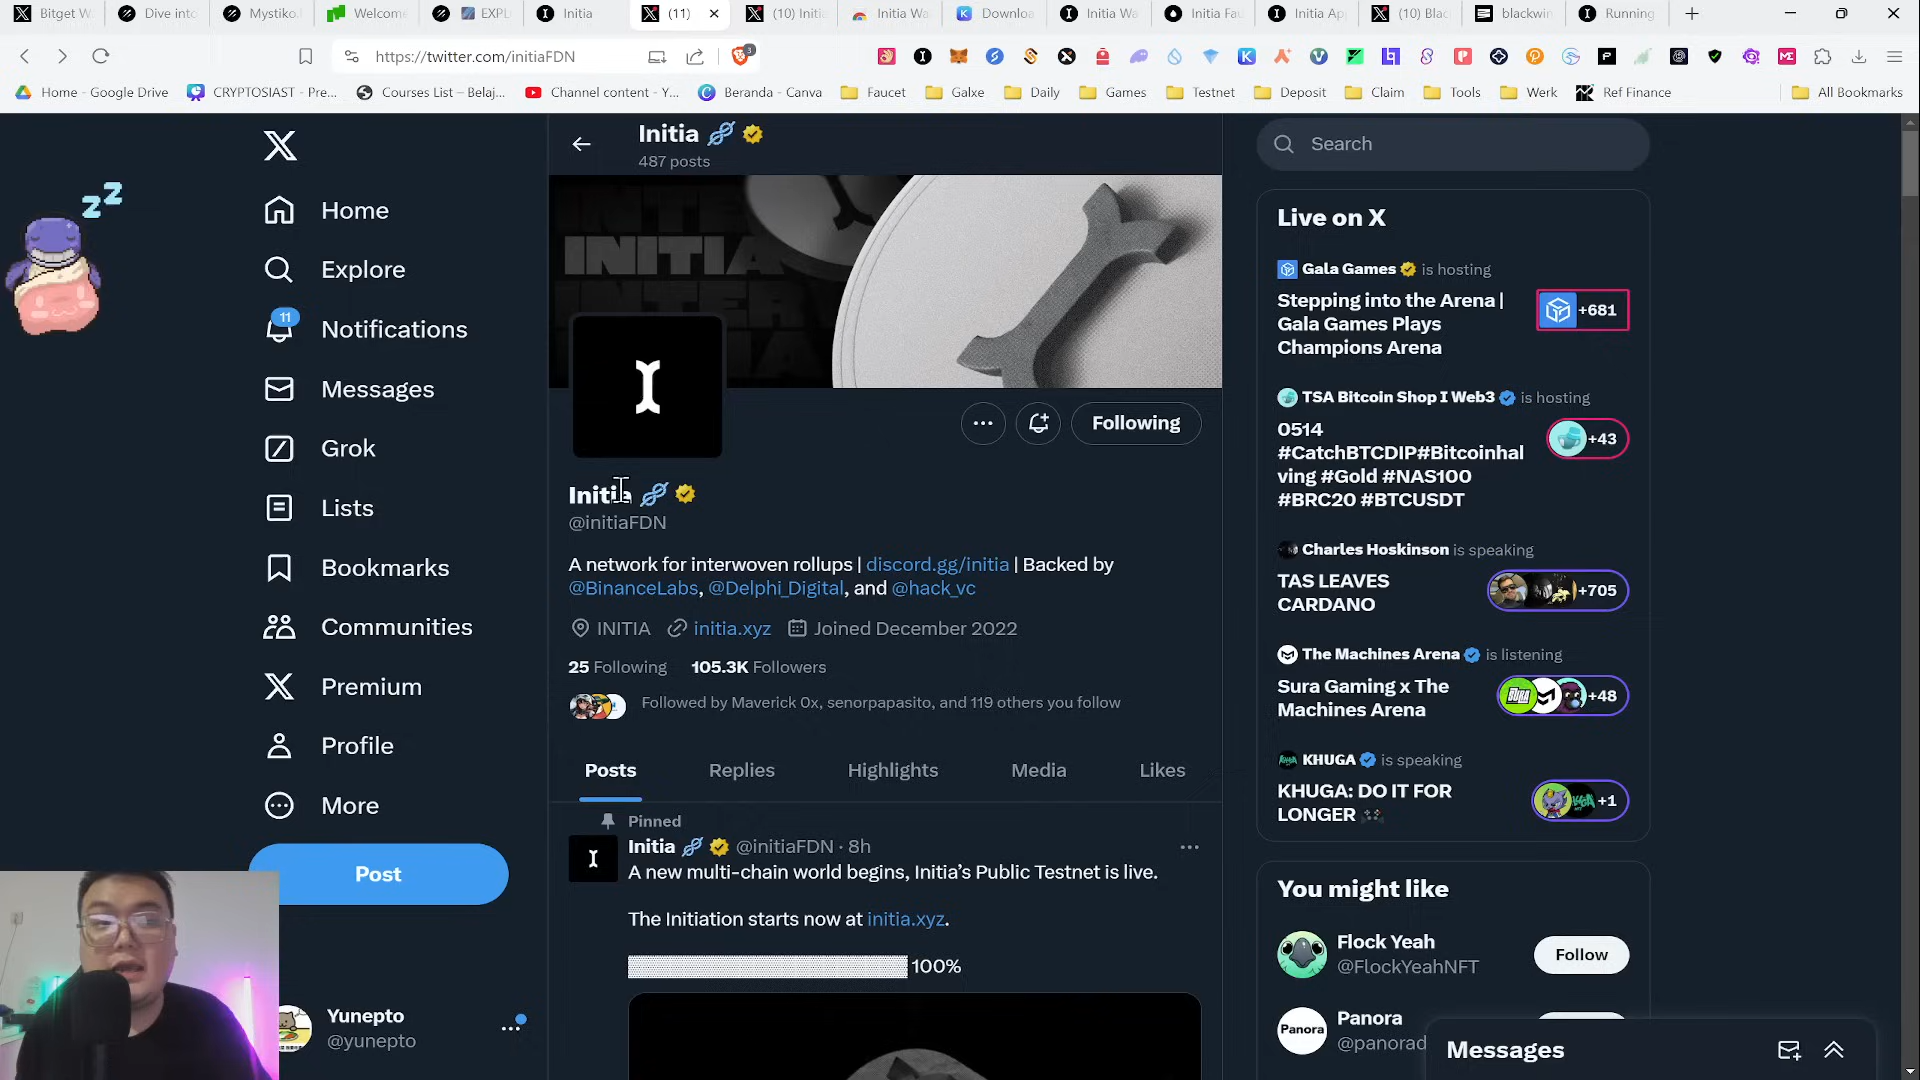 Bitget W
Dive into
Mystiko.
Welcome
EXPL
Initia
(11)
(10) Initi
Initia Wa
Downloa
Initia Wa
Initia Fau
Initia Ap
(10) Blac
blackwin
Running
https://twitter.com/initiaFDN
3
Home - Google Drive
CRYPTOSIAST - Pre...
Courses List – Belaj...
Channel content - Y...
Beranda - Canva
Faucet
Galxe
Daily
Games
Testnet
Deposit
Claim
Tools
Werk
Ref Finance
All Bookmarks
zz
Home
Explore
11
Notifications
Messages
Grok
Lists
Bookmarks
Communities
Premium
Profile
More
Post
Yunepto
@yunepto
Initia
487 posts
INITIA
Following
Initia
@initiaFDN
A network for interwoven rollups | discord.gg/initia | Backed by
@BinanceLabs, @Delphi_Digital, and @hack_vc
INITIA initia.xyz Joined December 2022
25 Following 105.3K Followers
Followed by Maverick 0x, senorpapasito, and 119 others you follow
Posts Replies Highlights Media Likes
Pinned
Initia @initiaFDN · 8h
A new multi-chain world begins, Initia’s Public Testnet is live.
The Initiation starts now at initia.xyz.
100%
Search
Live on X
Gala Games is hosting
Stepping into the Arena |
Gala Games Plays
Champions Arena
+681
TSA Bitcoin Shop I Web3 is hosting
0514
#CatchBTCDIP#Bitcoinhal
ving #Gold #NAS100
#BRC20 #BTCUSDT
+43
Charles Hoskinson is speaking
TAS LEAVES
CARDANO
+705
The Machines Arena is listening
Sura Gaming x The
Machines Arena
+48
KHUGA is speaking
KHUGA: DO IT FOR
LONGER
+1
You might like
Flock Yeah
@FlockYeahNFT
Follow
Panora
Panora
@panorad
Messages